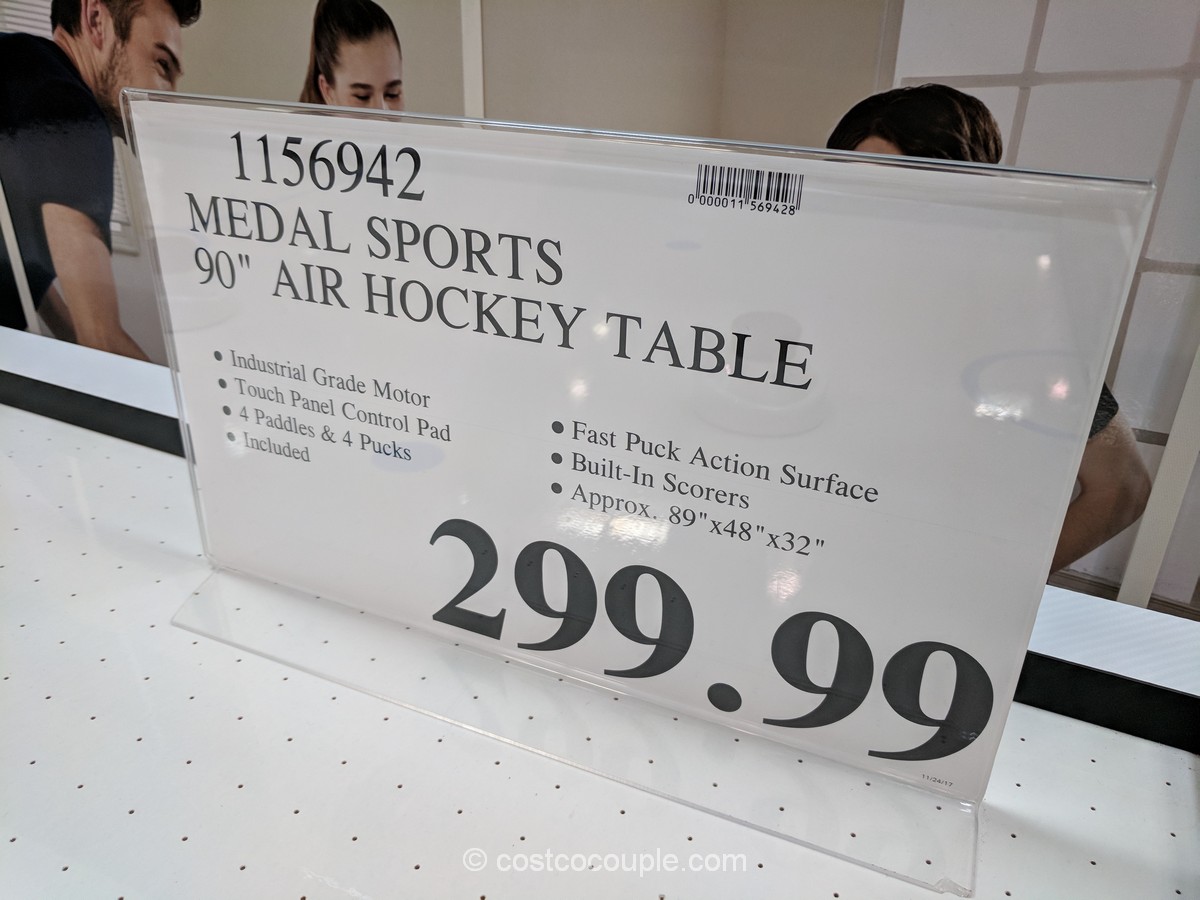 1156942
0 000011 569428
MEDAL SPORTS
90" AIR HOCKEY TABLE
• Industrial Grade Motor
• Touch Panel Control Pad
• 4 Paddles & 4 Pucks
• Included
• Fast Puck Action Surface
• Built-In Scorers
• Approx. 89"x48"x32"
299.99
11/24/17
© costcocouple.com